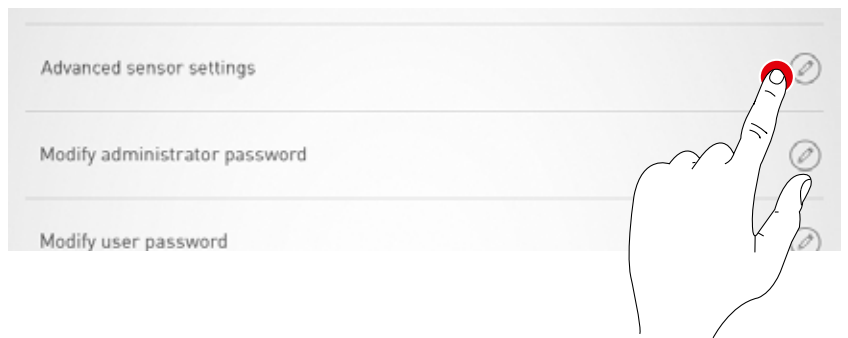 Advanced sensor settings
Modify administrator password
Modify user password